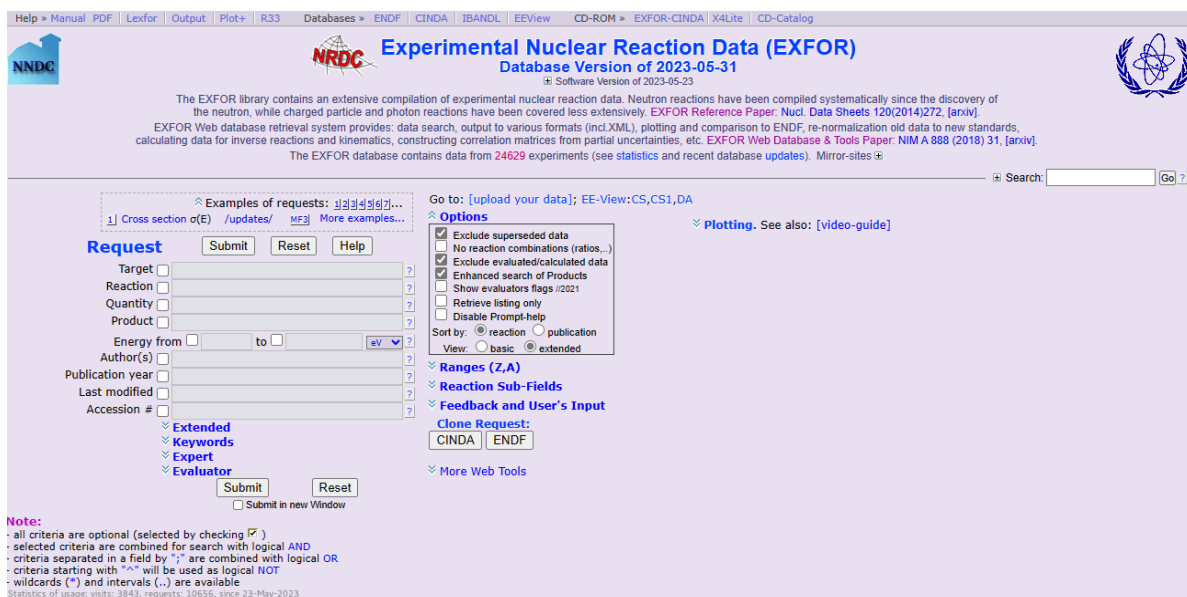 Help » Manual PDF | Lexfor | Output | Plot+ | R33 Databases » ENDF | CINDA | IBANDL | EEView CD-ROM » EXFOR-CINDA | X4Lite | CD-Catalog
NNDC
NRDC
Experimental Nuclear Reaction Data (EXFOR)
Database Version of 2023-05-31
Software Version of 2023-05-23
The EXFOR library contains an extensive compilation of experimental nuclear reaction data. Neutron reactions have been compiled systematically since the discovery of
the neutron, while charged particle and photon reactions have been covered less extensively. EXFOR Reference Paper: Nucl. Data Sheets 120(2014)272, [arxiv].
EXFOR Web database retrieval system provides: data search, output to various formats (incl.XML), plotting and comparison to ENDF, re-normalization old data to new standards,
calculating data for inverse reactions and kinematics, constructing correlation matrices from partial uncertainties, etc. EXFOR Web Database & Tools Paper: NIM A 888 (2018) 31, [arxiv].
The EXFOR database contains data from 24629 experiments (see statistics and recent database updates). Mirror-sites
Search: Go ?
Examples of requests: 1|2|3|4|5|6|7|...
1| Cross section σ(E) /updates/ MF3| More examples...
Request Submit Reset Help
Target ?
Reaction ?
Quantity ?
Product ?
Energy from to eV ?
Author(s) ?
Publication year ?
Last modified ?
Accession # ?
Extended
Keywords
Expert
Evaluator
Submit Reset
Submit in new Window
Go to: [upload your data]; EE-View:CS,CS1,DA
Options
Exclude superseded data
No reaction combinations (ratios,..)
Exclude evaluated/calculated data
Enhanced search of Products
Show evaluators flags //2021
Retrieve listing only
Disable Prompt-help
Sort by: reaction publication
View: basic extended
Ranges (Z,A)
Reaction Sub-Fields
Feedback and User's Input
Clone Request:
CINDA ENDF
More Web Tools
Plotting. See also: [video-guide]
Note:
- all criteria are optional (selected by checking )
- selected criteria are combined for search with logical AND
- criteria separated in a field by ";" are combined with logical OR
- criteria starting with "^" will be used as logical NOT
- wildcards (*) and intervals (..) are available
Statistics of usage: visits: 3843, requests: 10656, since 23-May-2023